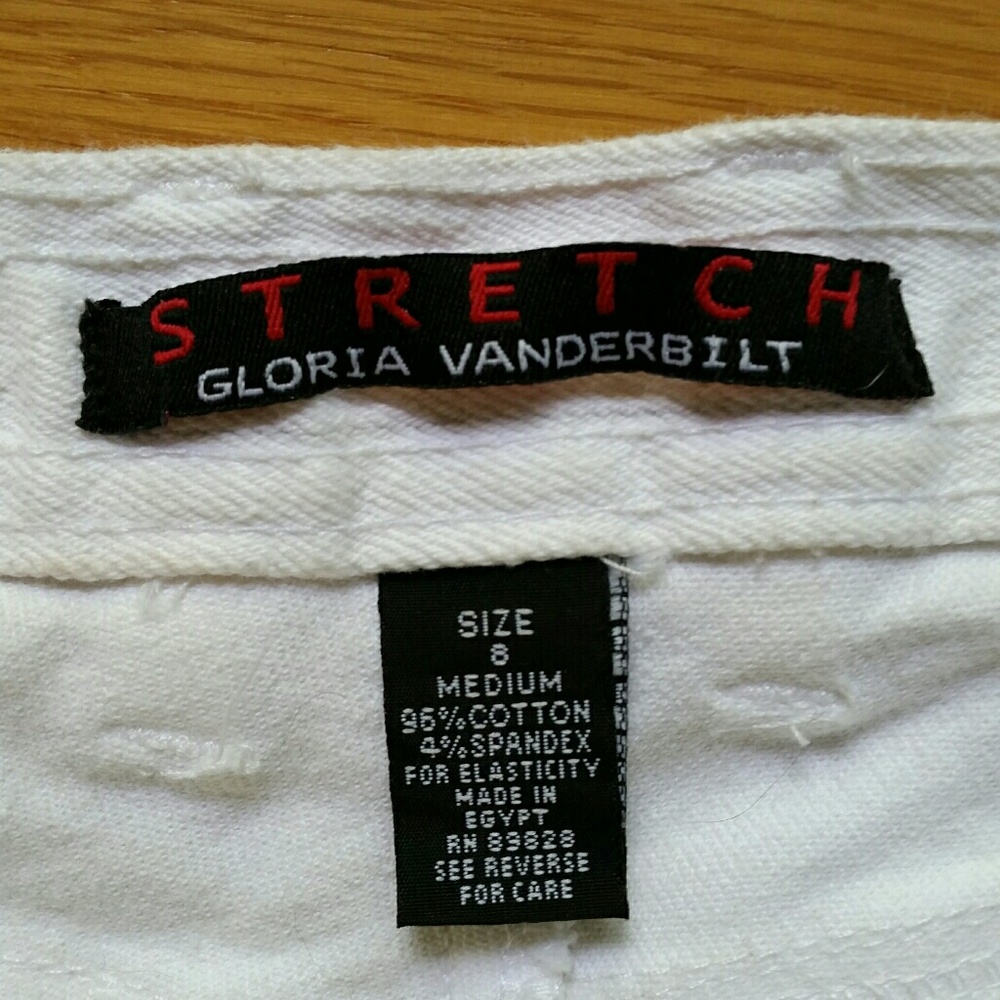 STRETCH
GLORIA VANDERBILT
SIZE
8
MEDIUM
96%COTTON
4%SPANDEX
FOR ELASTICITY
MADE IN
EGYPT
RN 89828
SEE REVERSE
FOR CARE